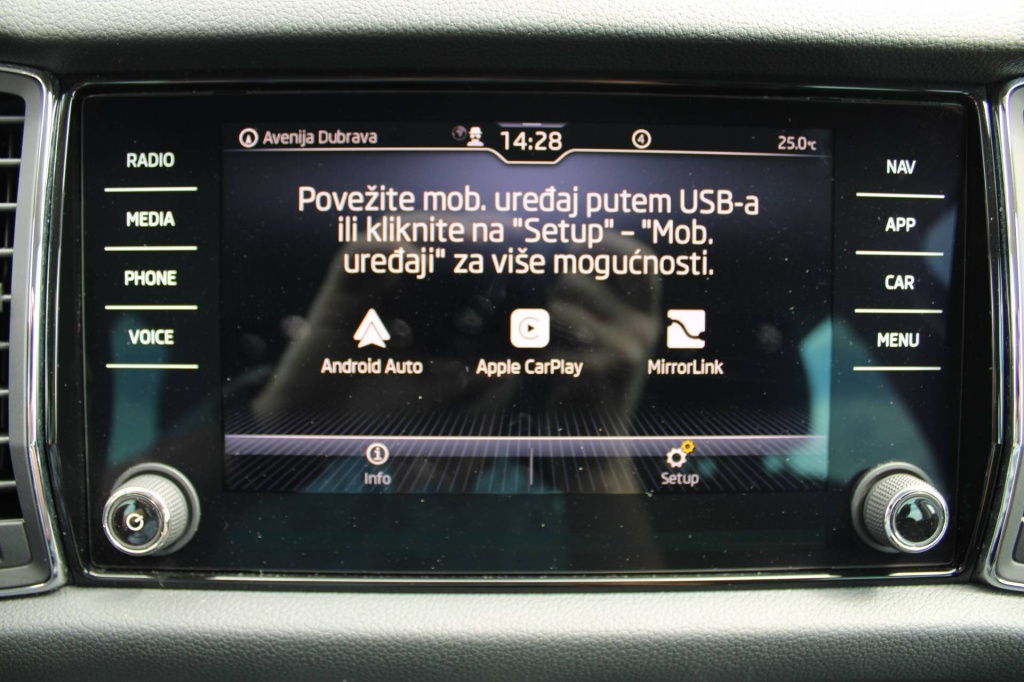 RADIO
MEDIA
PHONE
VOICE
Avenija Dubrava
14:28
4
25.0°C
Povežite mob. uređaj putem USB-a
ili kliknite na "Setup" – "Mob.
uređaji" za više mogućnosti.
Android Auto
Apple CarPlay
MirrorLink
Info
Setup
NAV
APP
CAR
MENU